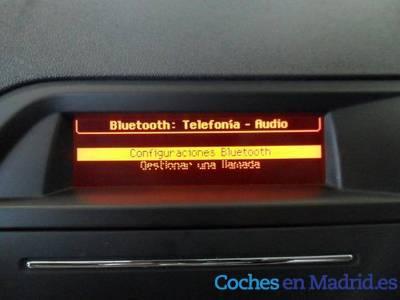 Bluetooth: Telefonía - Audio
Configuraciones Bluetooth
Gestionar una llamada
Coches en Madrid.es